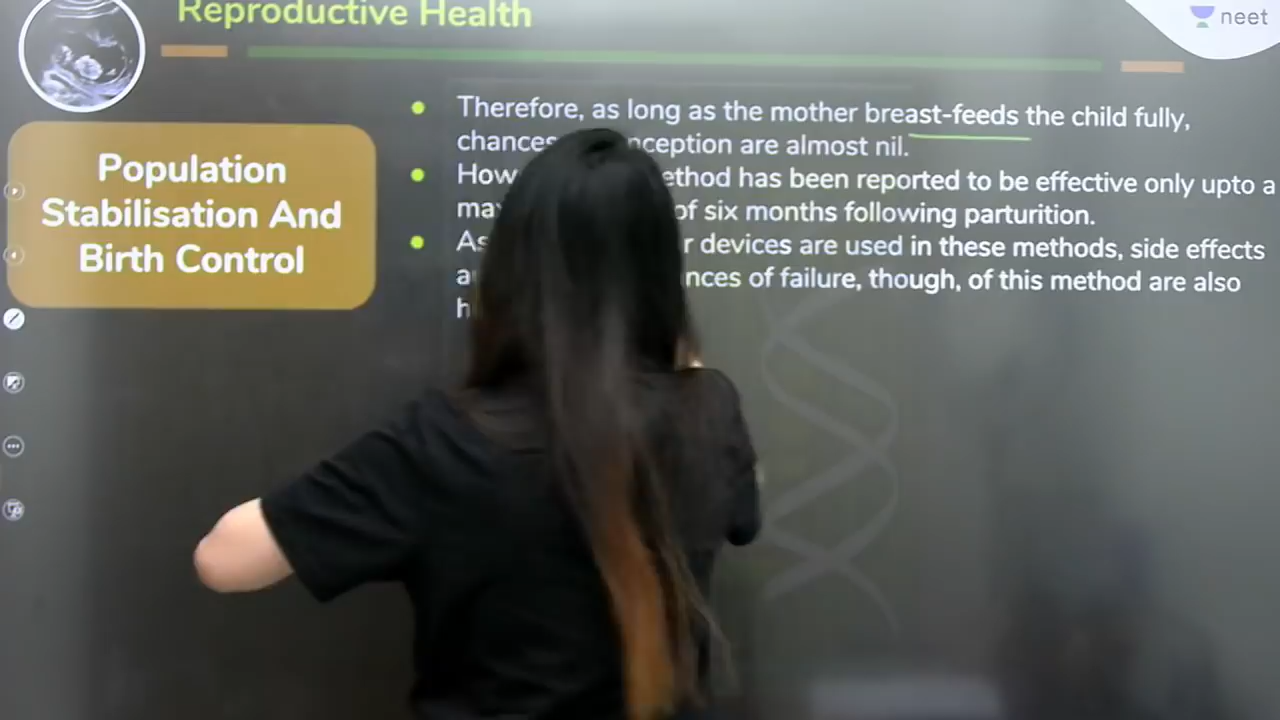 Reproductive Health
neet
Population
Stabilisation And
Birth Control
Therefore, as long as the mother breast-feeds the child fully,
chances nception are almost nil.
How ethod has been reported to be effective only upto a
ma of six months following parturition.
As r devices are used in these methods, side effects
nces of failure, though, of this method are also